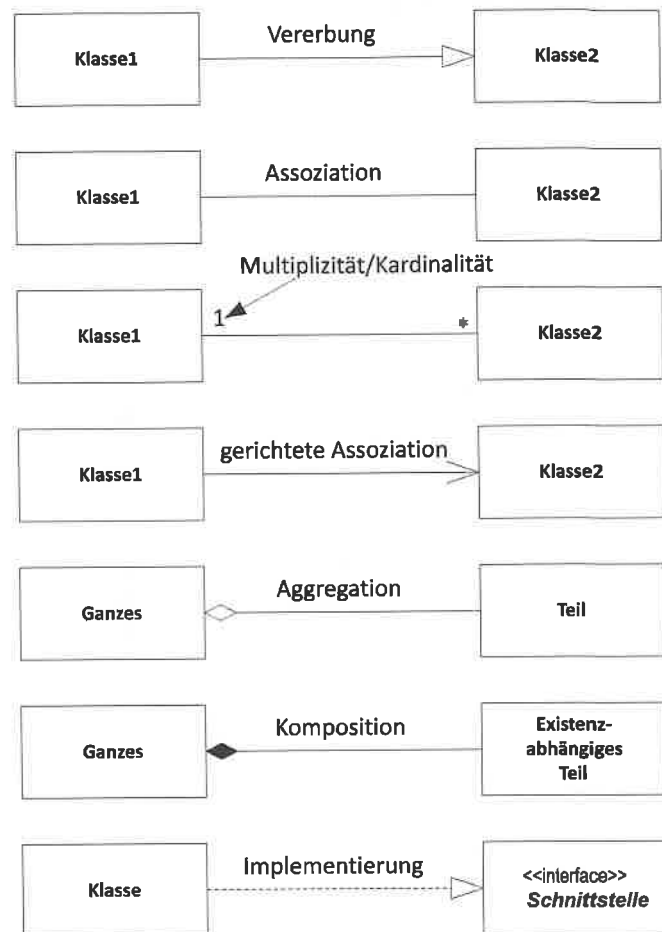 Vererbung
Klasse1
Klasse2
Assoziation
Klasse1
Klasse2
Multiplizität/Kardinalität
1
*
Klasse1
Klasse2
gerichtete Assoziation
Klasse1
Klasse2
Aggregation
Ganzes
Teil
Komposition
Ganzes
Existenz-
abhängiges
Teil
Implementierung
Klasse
<<interface>>
Schnittstelle